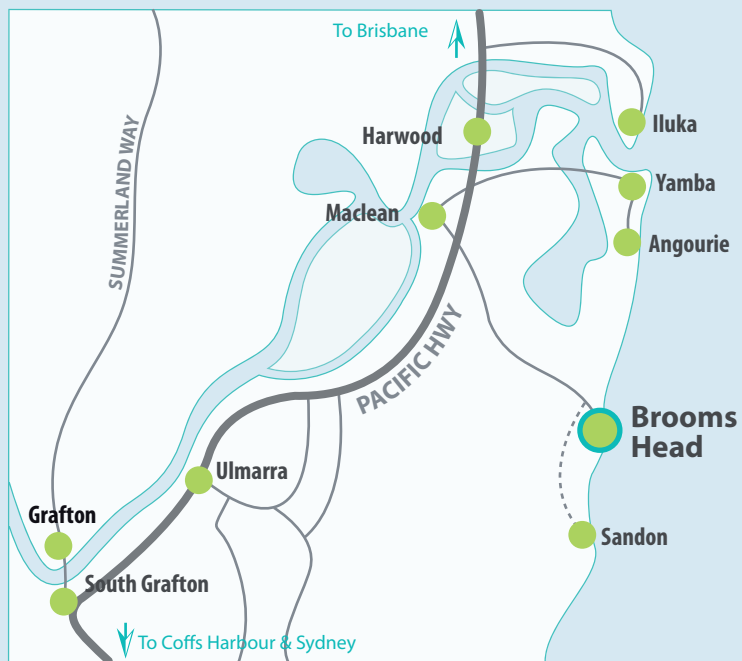 To Brisbane
Iluka
Harwood
Yamba
Maclean
SUMMERLAND WAY
Angourie
PACIFIC HWY
Brooms
Head
Ulmarra
Grafton
Sandon
South Grafton
To Coffs Harbour & Sydney